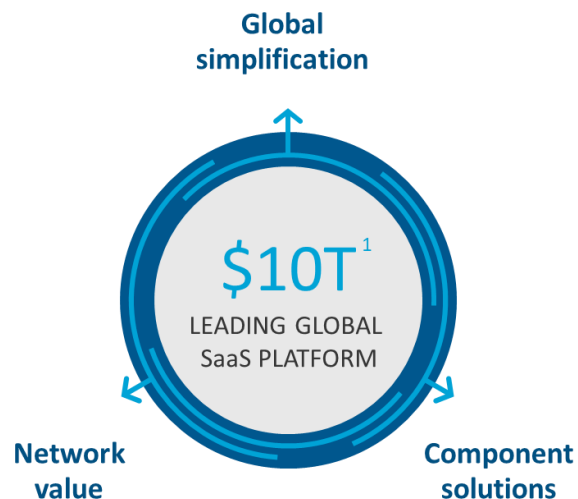 Global
simplification
$10T 1
LEADING GLOBAL
SaaS PLATFORM
Network
value
Component
solutions